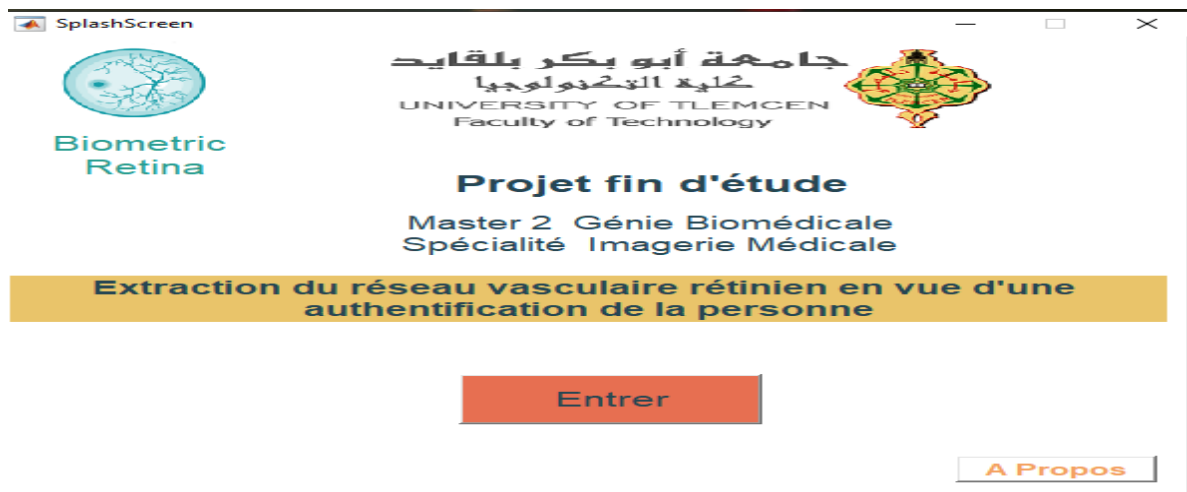 SplashScreen
Biometric
Retina
جامعة أبو بكر بلقايد
كلية التكنولوجيا
UNIVERSITY OF TLEMCEN
Faculty of Technology
Projet fin d'étude
Master 2 Génie Biomédicale
Spécialité Imagerie Médicale
Extraction du réseau vasculaire rétinien en vue d'une
authentification de la personne
Entrer
A Propos